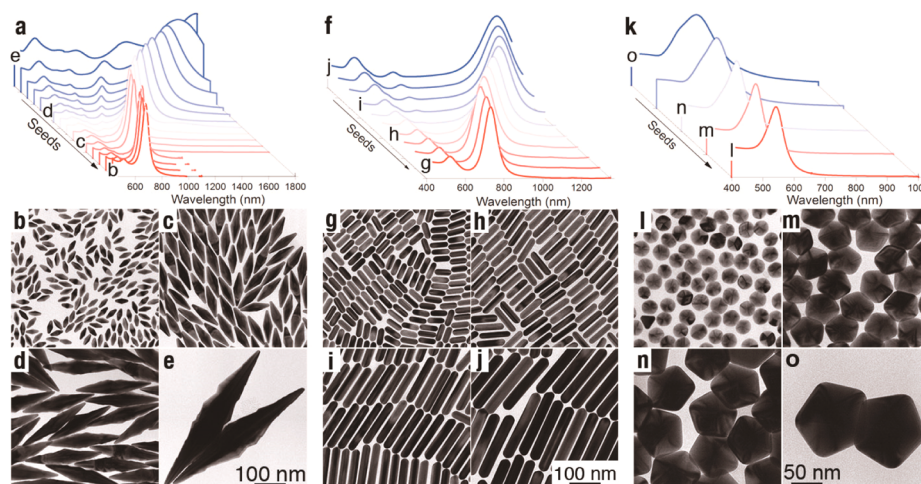 a
f
k
e
d
c
b
Seeds
600 800 1000 1200 1400 1600 1800
Wavelength (nm)
j
i
h
g
Seeds
400 600 800 1000 1200
Wavelength (nm)
o
n
m
l
Seeds
400 500 600 700 800 900 100
Wavelength (nm)
b c g h l m
d e i j n o
100 nm
100 nm
50 nm